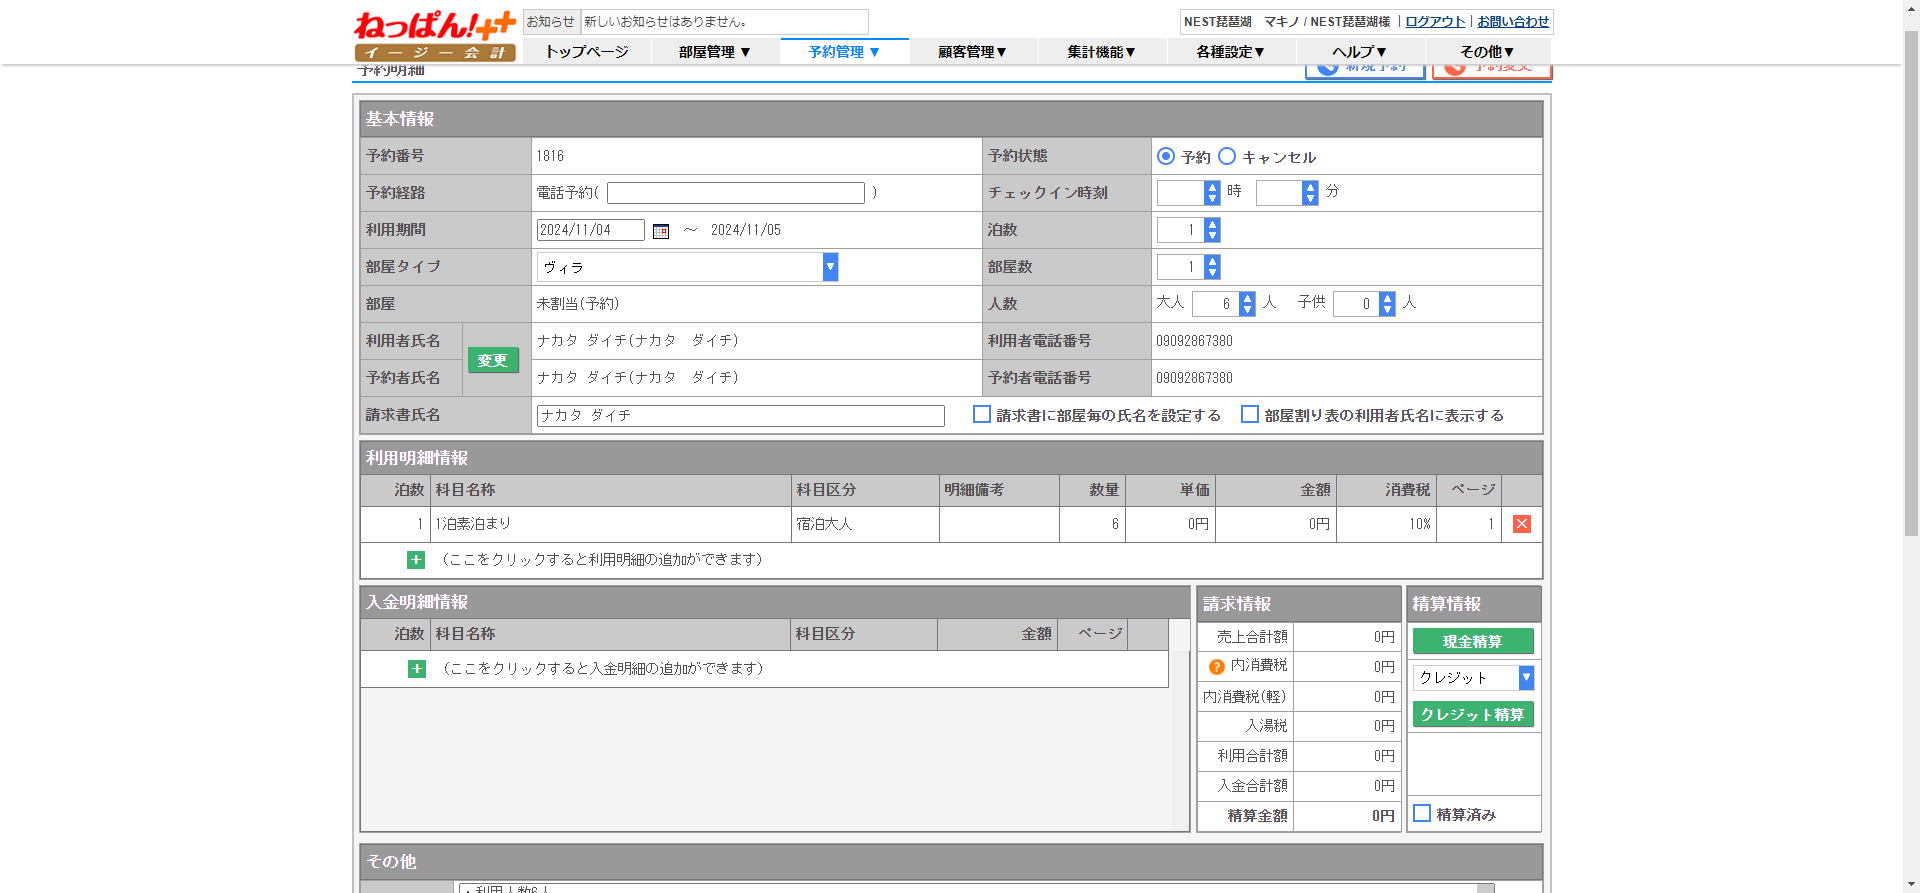 ねっぱん!++
イージー会計
お知らせ 新しいお知らせはありません。
NEST琵琶湖 マキノ / NEST琵琶湖様 | ログアウト | お問い合わせ
トップページ 部屋管理 ▼ 予約管理 ▼ 顧客管理▼ 集計機能▼ 各種設定▼ ヘルプ▼ その他▼
予約明細 新規予約 予約変更
基本情報
予約番号 1816 予約状態 予約 キャンセル
予約経路 電話予約( ) チェックイン時刻 時 分
利用期間 2024/11/04 ～ 2024/11/05 泊数 1
部屋タイプ ヴィラ 部屋数 1
部屋 未割当(予約) 人数 大人 6 人 子供 0 人
利用者氏名 ナカタ ダイチ(ナカタ ダイチ) 利用者電話番号 09092867380
変更
予約者氏名 ナカタ ダイチ(ナカタ ダイチ) 予約者電話番号 09092867380
請求書氏名 ナカタ ダイチ 請求書に部屋毎の氏名を設定する 部屋割り表の利用者氏名に表示する
利用明細情報
泊数 科目名称 科目区分 明細備考 数量 単価 金額 消費税 ページ
1 1泊素泊まり 宿泊大人 6 0円 0円 10% 1
(ここをクリックすると利用明細の追加ができます)
入金明細情報
泊数 科目名称 科目区分 金額 ページ
(ここをクリックすると入金明細の追加ができます)
請求情報
売上合計額 0円
内消費税 0円
内消費税(軽) 0円
入湯税 0円
利用合計額 0円
入金合計額 0円
精算金額 0円
精算情報
現金精算
クレジット
クレジット精算
精算済み
その他
・利用人数6人